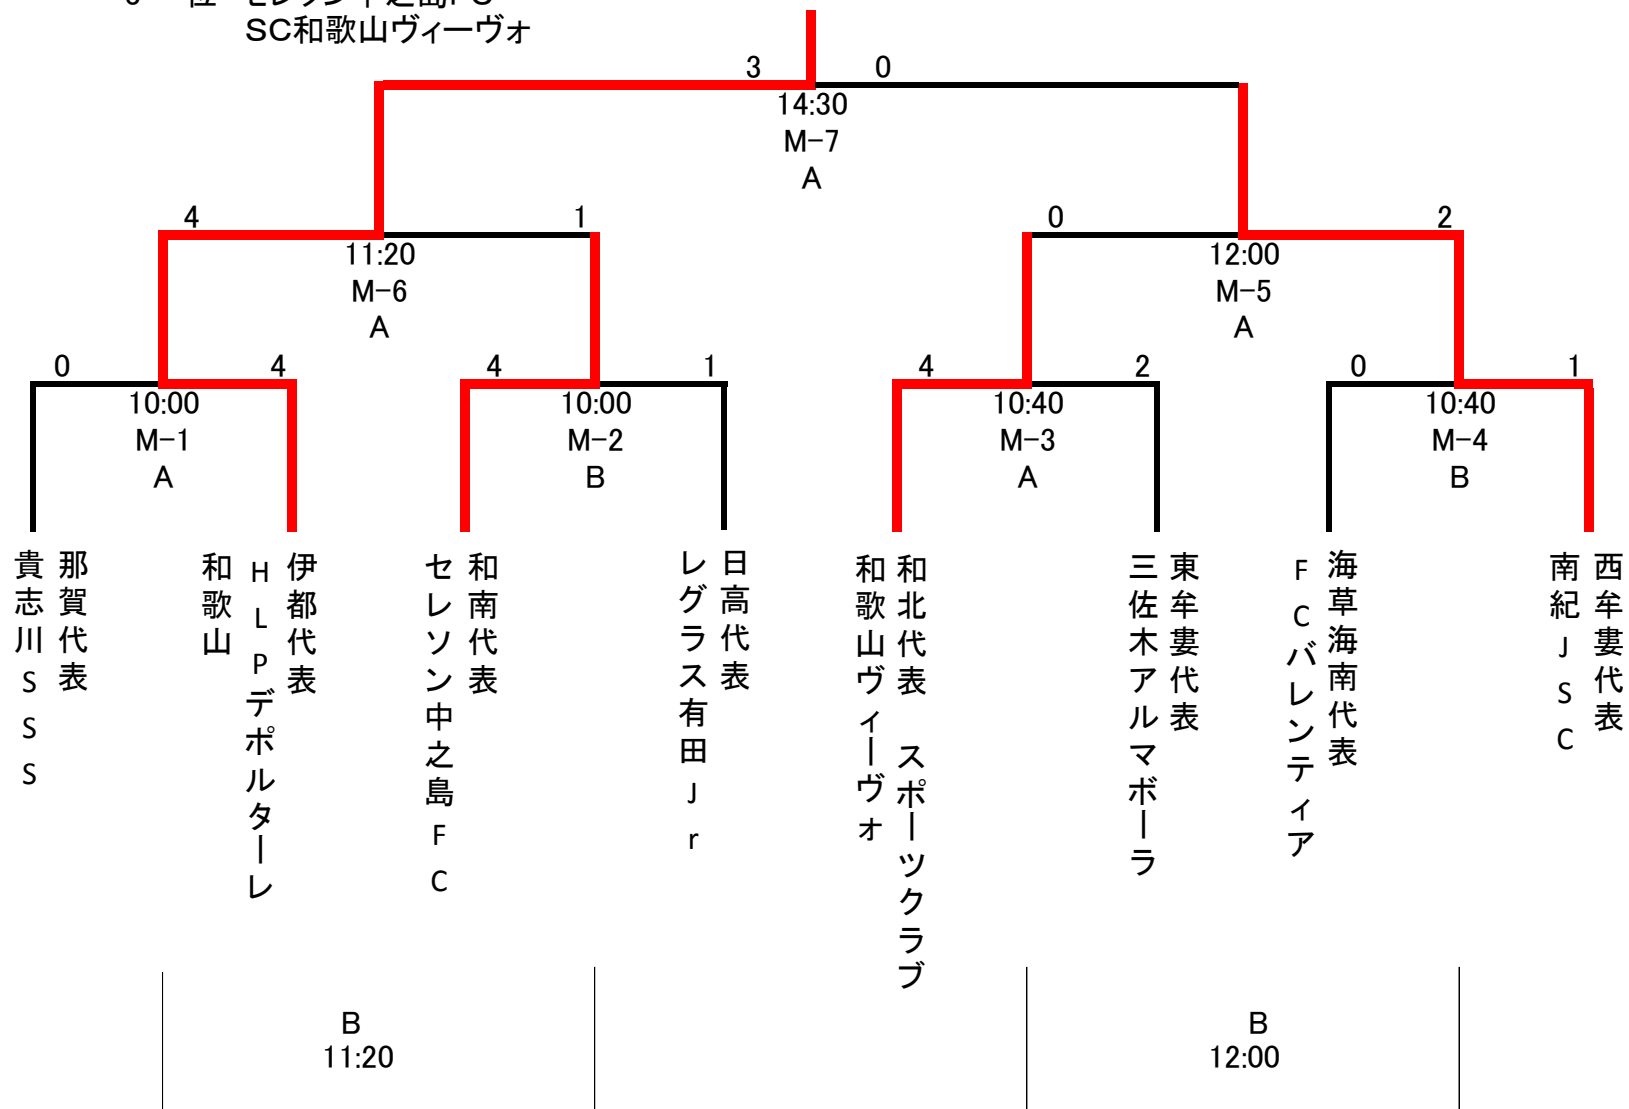 SC和歌山ヴィーヴォ
3 0
14:30
M-7
A
4 1
11:20
M-6
A
0 2
12:00
M-5
A
0 4
10:00
M-1
A
4 1
10:00
M-2
B
4 2
10:40
M-3
A
0 1
10:40
M-4
B
那賀代表
貴志川SSS
伊都代表
HLPデポルターレ
和歌山
和南代表
セレソン中之島FC
日高代表
レグラス有田Jr
和北代表 スポーツクラブ
和歌山ヴィーヴォ
東牟婁代表
三佐木アルマボーラ
海草海南代表
FCバレンティア
西牟婁代表
南紀JSC
B
11:20
B
12:00